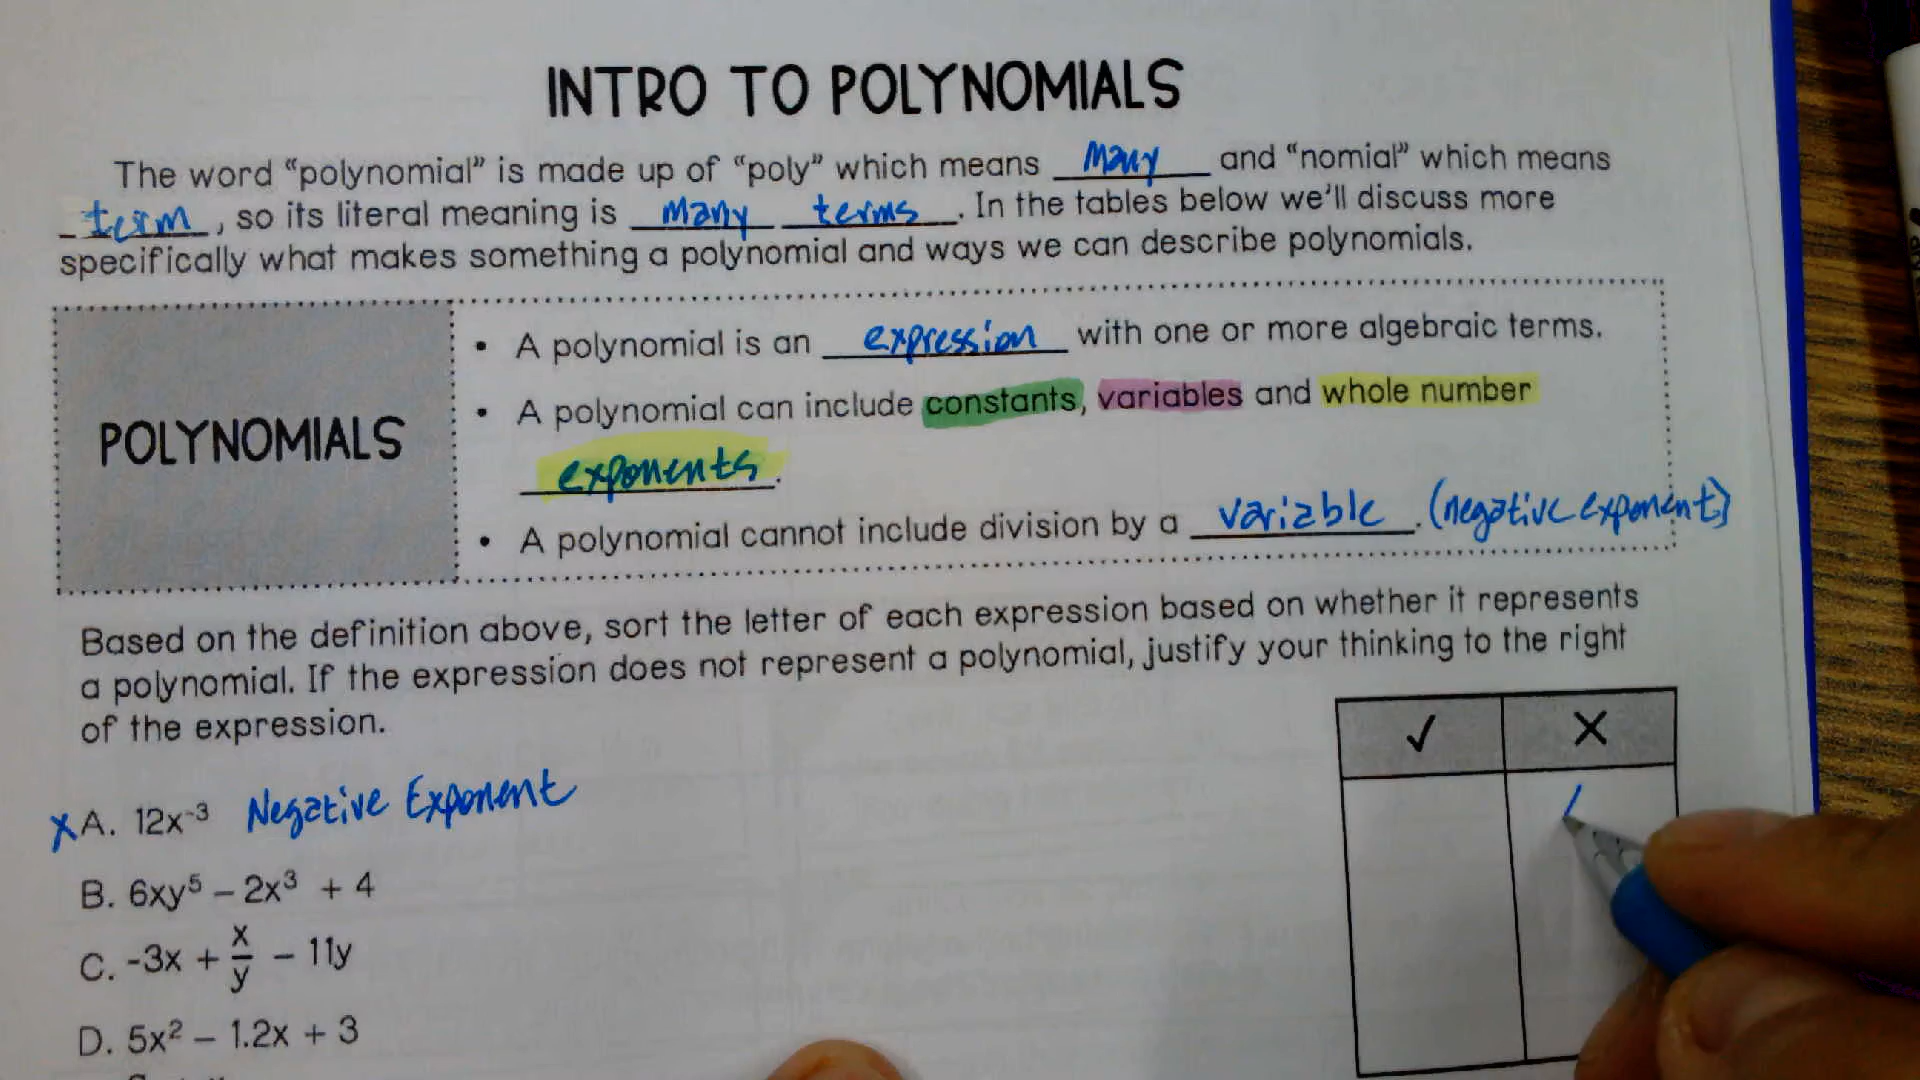 INTRO TO POLYNOMIALS
The word “polynomial” is made up of “poly” which means many and “nomial” which means
term, so its literal meaning is many terms. In the tables below we’ll discuss more
specifically what makes something a polynomial and ways we can describe polynomials.
POLYNOMIALS
• A polynomial is an expression with one or more algebraic terms.
• A polynomial can include constants, variables and whole number
exponents.
• A polynomial cannot include division by a variable. (negative exponent)
Based on the definition above, sort the letter of each expression based on whether it represents
a polynomial. If the expression does not represent a polynomial, justify your thinking to the right
of the expression.
✓ X
x A. 12x⁻³ Negative Exponent
B. 6xy⁵ – 2x³ + 4
C. -3x + x/y – 11y
D. 5x² – 1.2x + 3